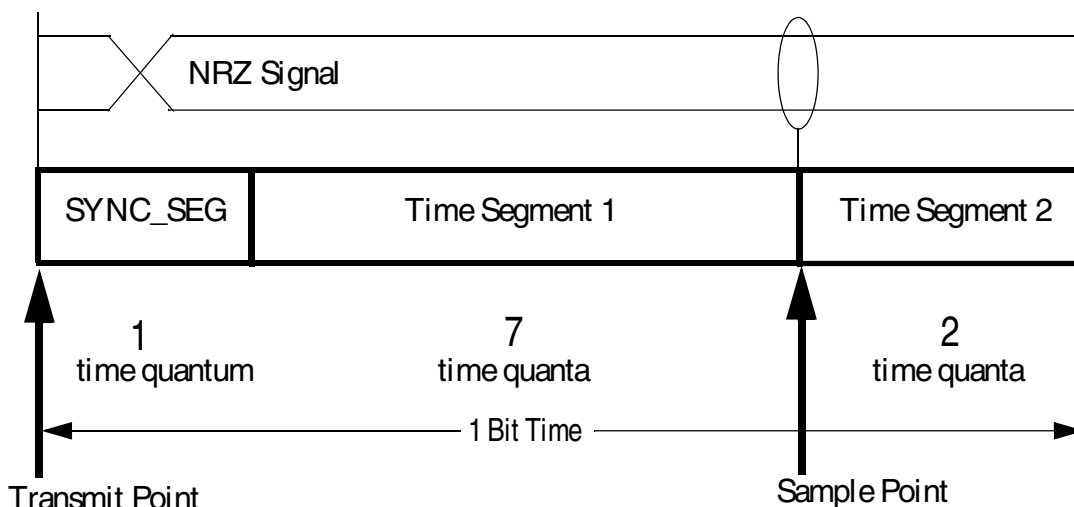 NRZ Signal
SYNC_SEG
Time Segment 1
Time Segment 2
1
time quantum
7
time quanta
2
time quanta
1 Bit Time
Transmit Point
Sample Point